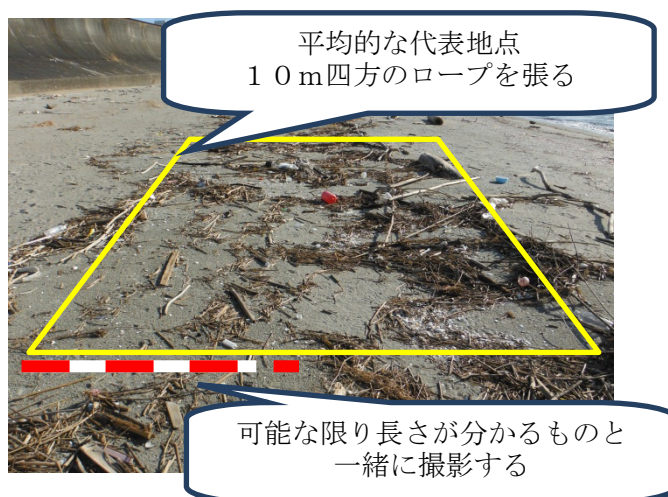 平均的な代表地点
１０ｍ四方のロープを張る
可能な限り長さが分かるものと
一緒に撮影する